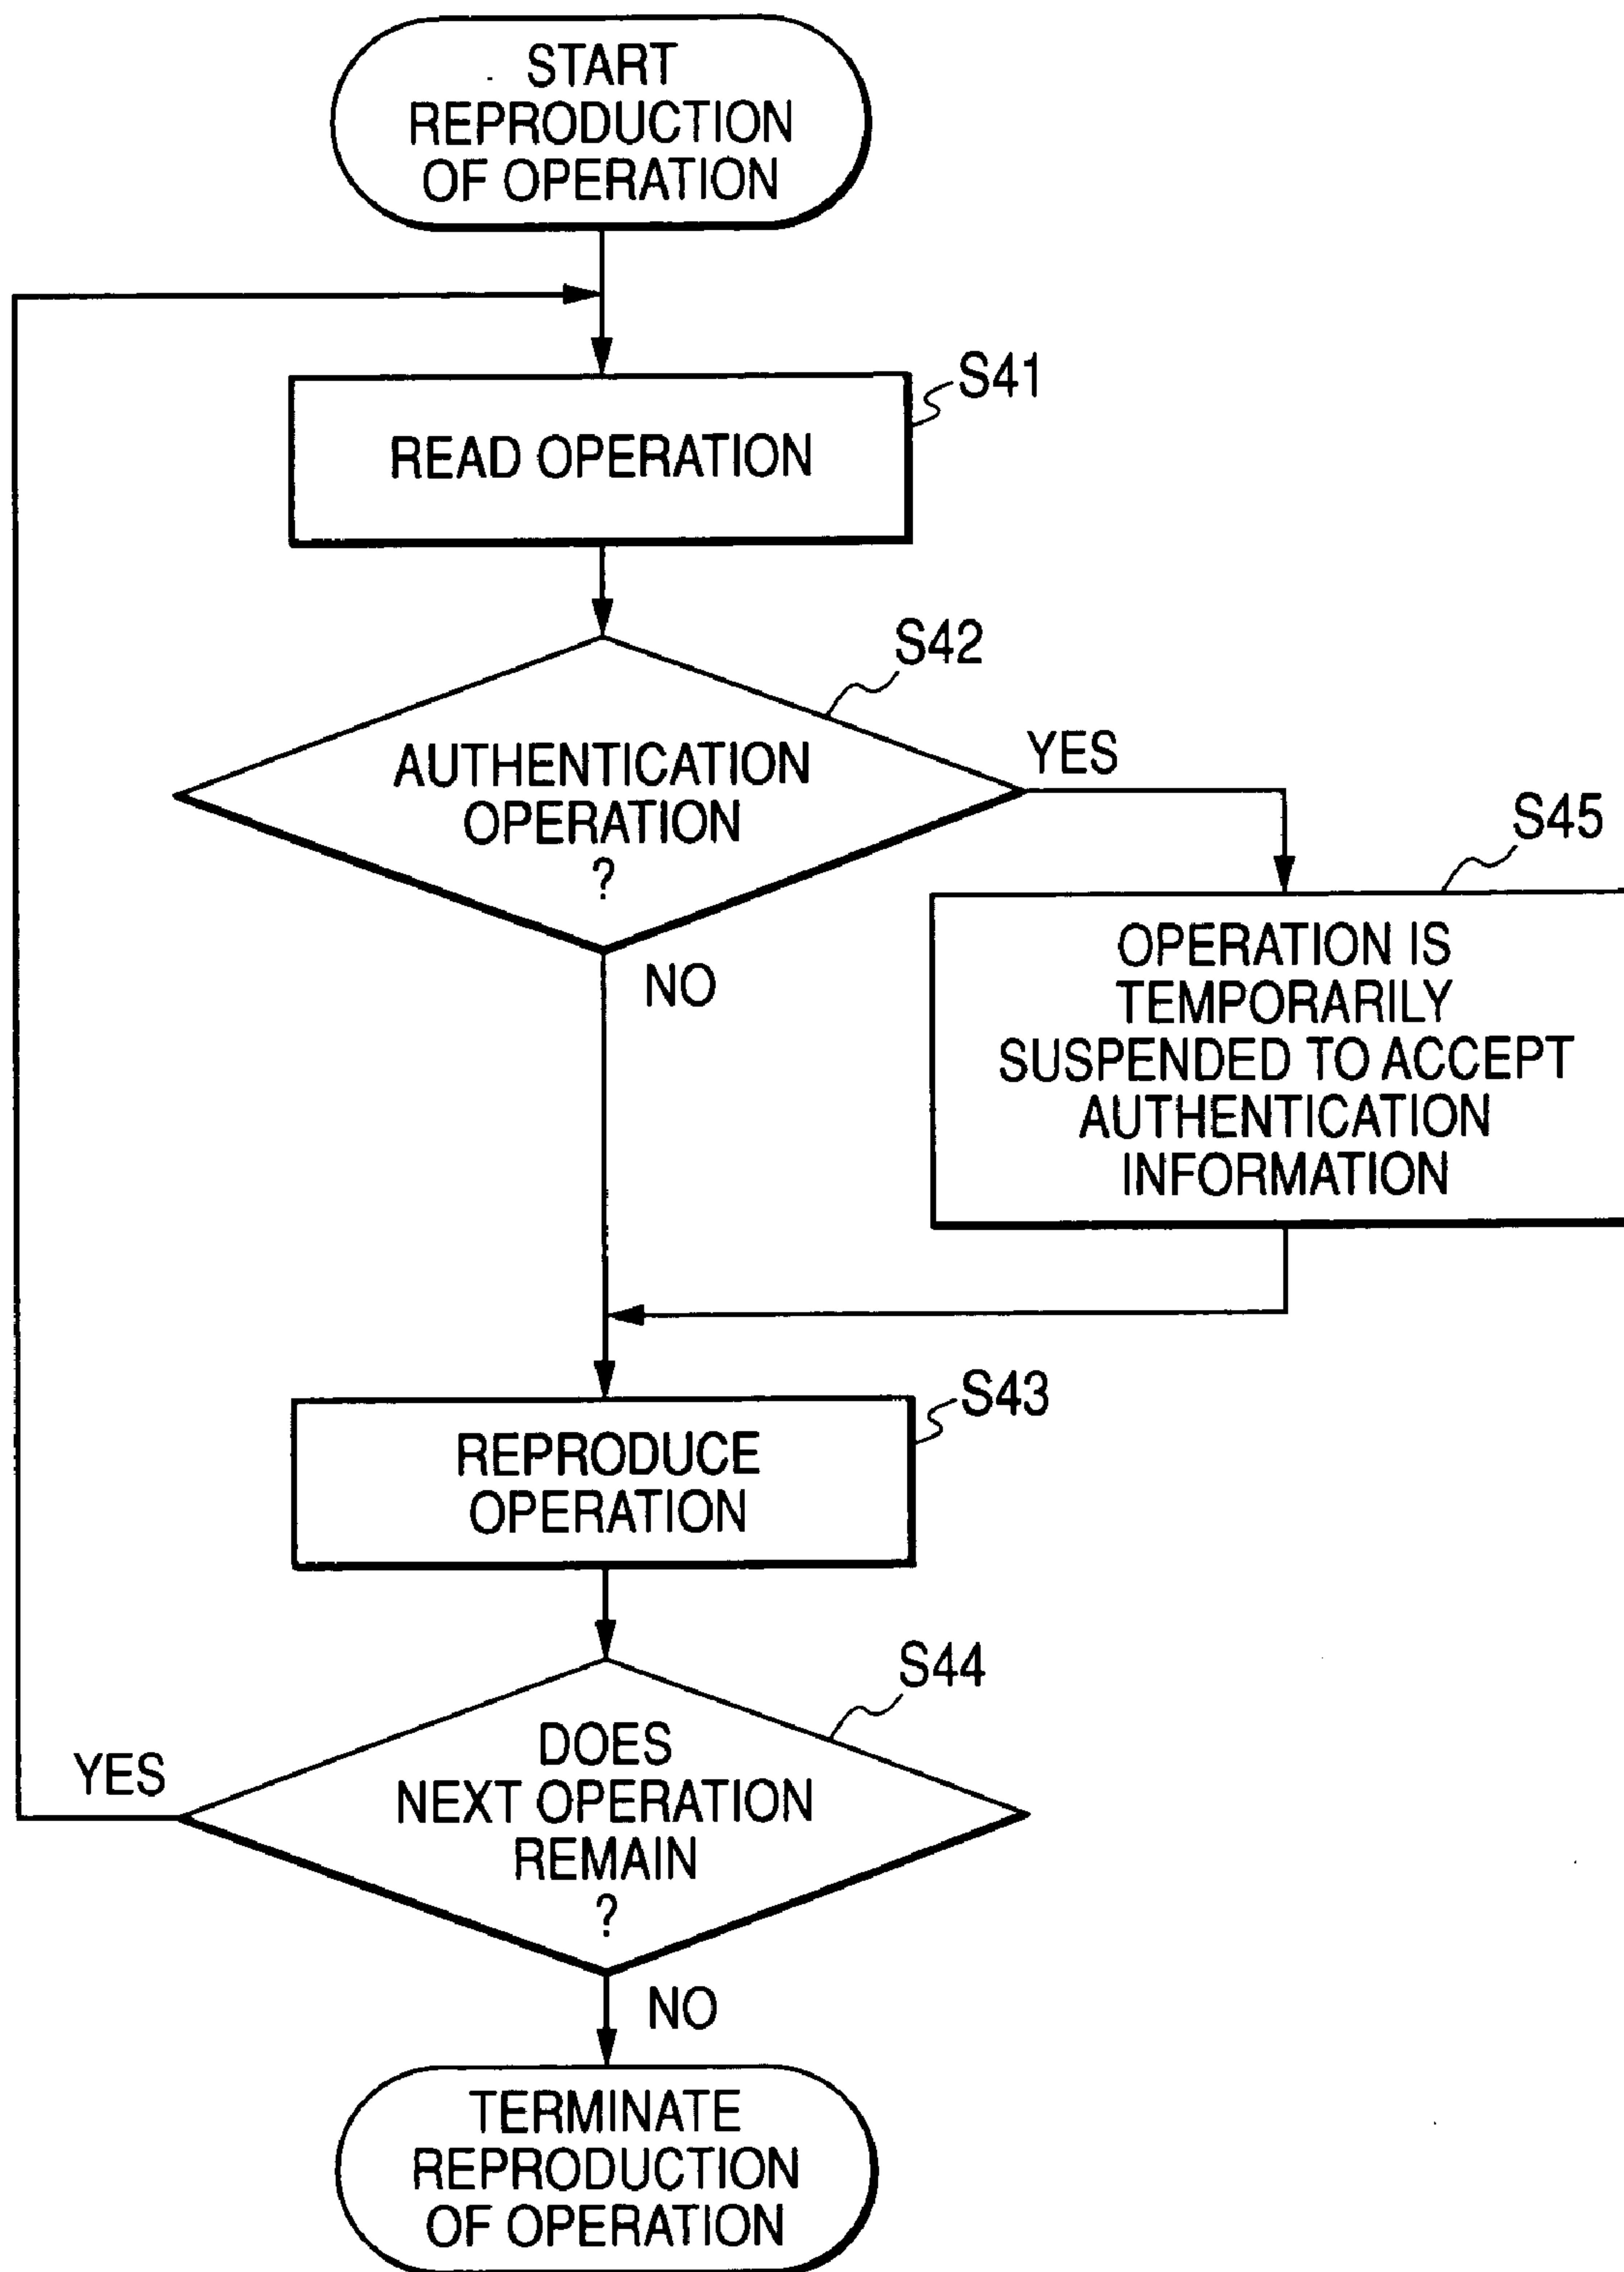 START
REPRODUCTION
OF OPERATION
S41
READ OPERATION
S42
AUTHENTICATION
OPERATION
?
YES
NO
S45
OPERATION IS
TEMPORARILY
SUSPENDED TO ACCEPT
AUTHENTICATION
INFORMATION
S43
REPRODUCE
OPERATION
S44
DOES
NEXT OPERATION
REMAIN
?
YES
NO
TERMINATE
REPRODUCTION
OF OPERATION